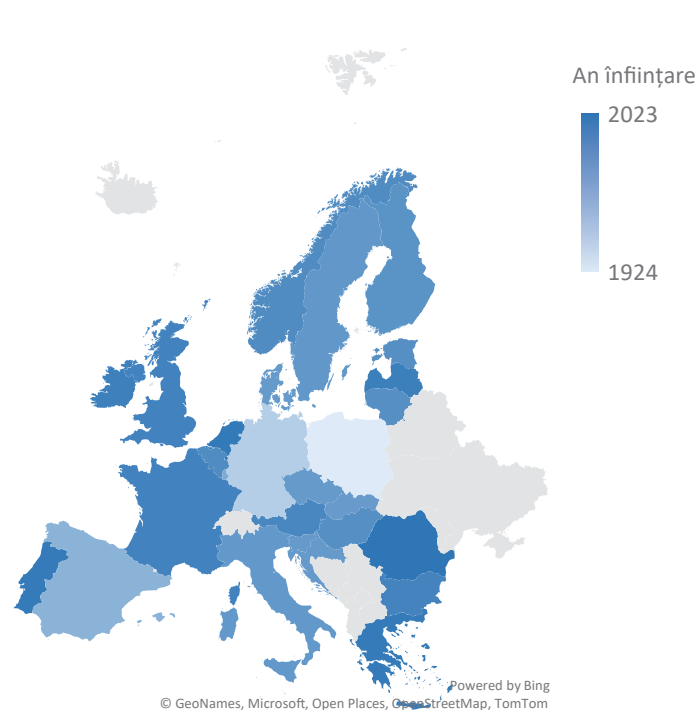 An înființare
2023
1924
Powered by Bing
© GeoNames, Microsoft, Open Places, OpenStreetMap, TomTom